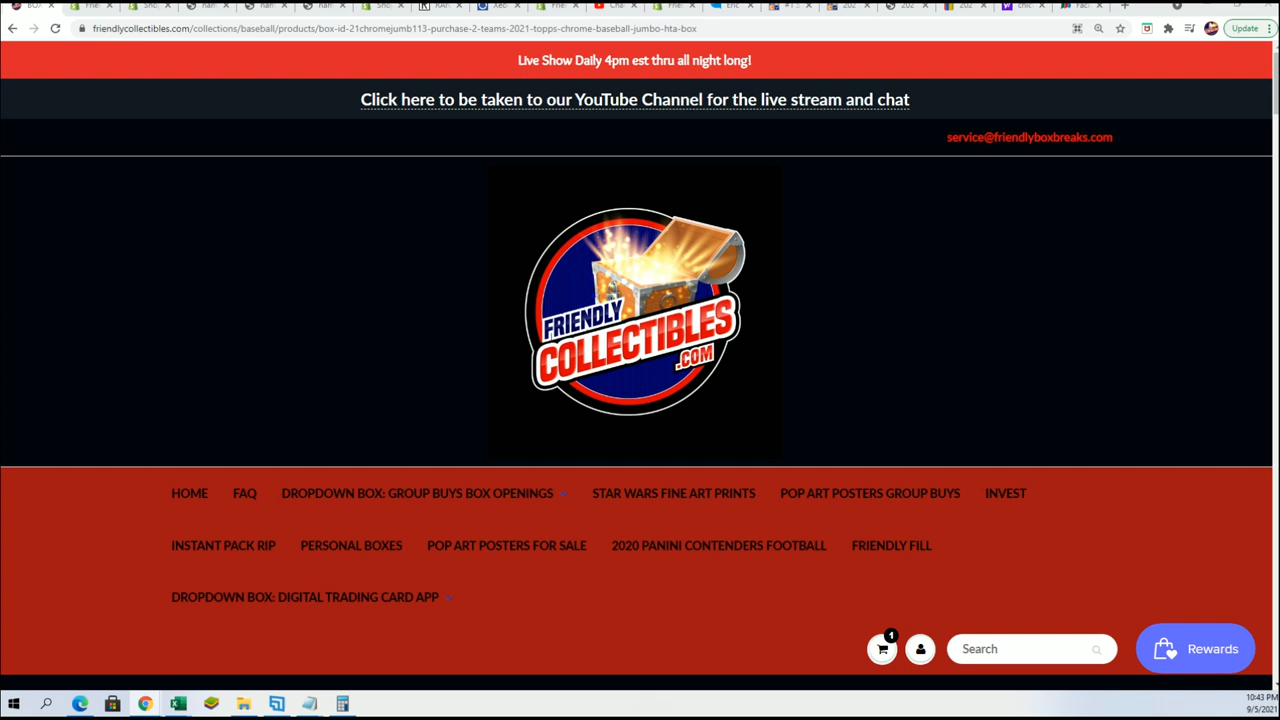 friendlycollectibles.com/collections/baseball/products/box-id-21chromejumb113-purchase-2-teams-2021-topps-chrome-baseball-jumbo-hta-box
Update
Live Show Daily 4pm est thru all night long!
Click here to be taken to our YouTube Channel for the live stream and chat
service@friendlyboxbreaks.com
FRIENDLY
COLLECTIBLES
.COM
HOME FAQ DROPDOWN BOX: GROUP BUYS BOX OPENINGS STAR WARS FINE ART PRINTS POP ART POSTERS GROUP BUYS INVEST
INSTANT PACK RIP PERSONAL BOXES POP ART POSTERS FOR SALE 2020 PANINI CONTENDERS FOOTBALL FRIENDLY FILL
DROPDOWN BOX: DIGITAL TRADING CARD APP
1
Search
Rewards
10:43 PM
9/5/2021